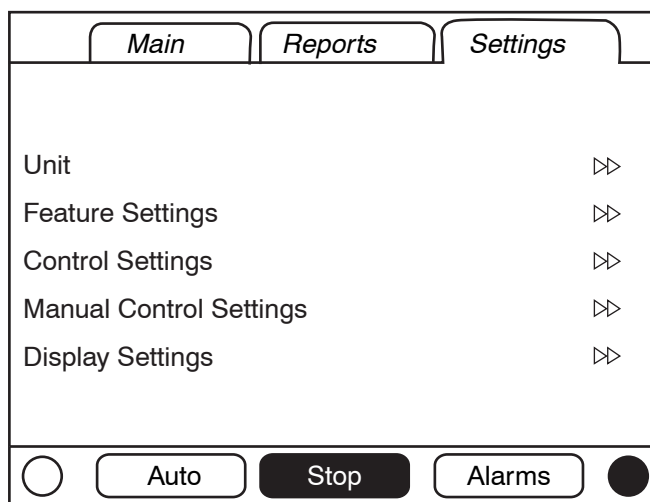 Main Reports Settings
Unit
Feature Settings
Control Settings
Manual Control Settings
Display Settings
Auto Stop Alarms